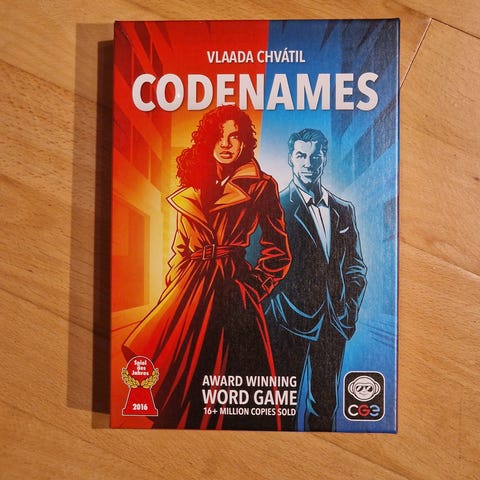 VLAADA CHVÁTIL
CODENAMES
Spiel
des
Jahres
2016
AWARD WINNING
WORD GAME
16+ MILLION COPIES SOLD
CGE